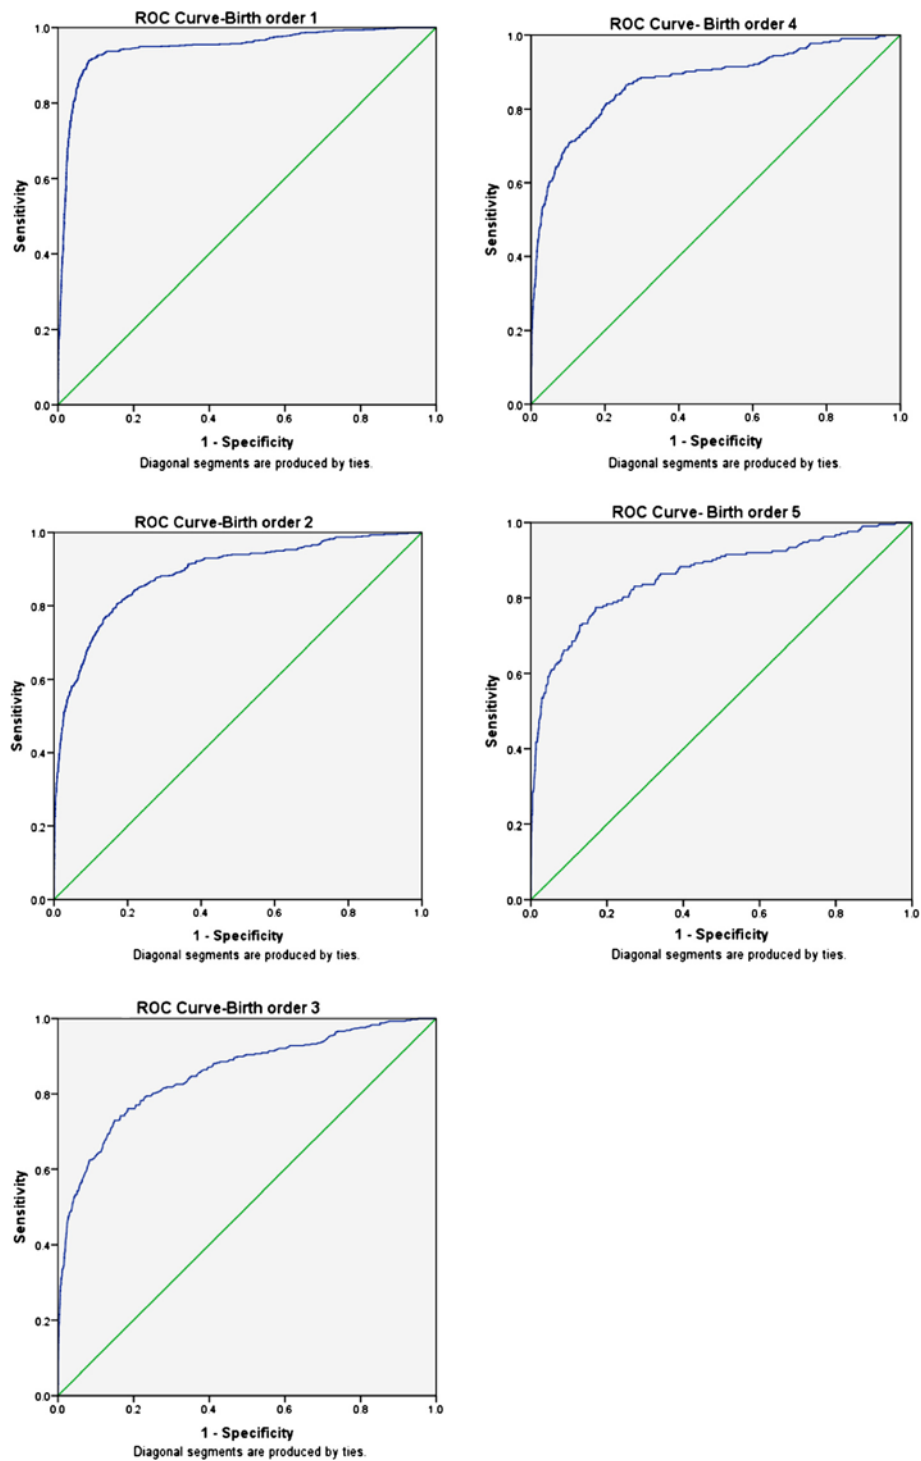 ROC Curve-Birth order 1
1.0
0.8
0.6
0.4
0.2
0.0
Sensitivity
0.0 0.2 0.4 0.6 0.8 1.0
1 - Specificity
Diagonal segments are produced by ties.
ROC Curve- Birth order 4
1.0
0.8
0.6
0.4
0.2
0.0
Sensitivity
0.0 0.2 0.4 0.6 0.8 1.0
1 - Specificity
Diagonal segments are produced by ties.
ROC Curve-Birth order 2
1.0
0.8
0.6
0.4
0.2
0.0
Sensitivity
0.0 0.2 0.4 0.6 0.8 1.0
1 - Specificity
Diagonal segments are produced by ties.
ROC Curve- Birth order 5
1.0
0.8
0.6
0.4
0.2
0.0
Sensitivity
0.0 0.2 0.4 0.6 0.8 1.0
1 - Specificity
Diagonal segments are produced by ties.
ROC Curve-Birth order 3
1.0
0.8
0.6
0.4
0.2
0.0
Sensitivity
0.0 0.2 0.4 0.6 0.8 1.0
1 - Specificity
Diagonal segments are produced by ties.